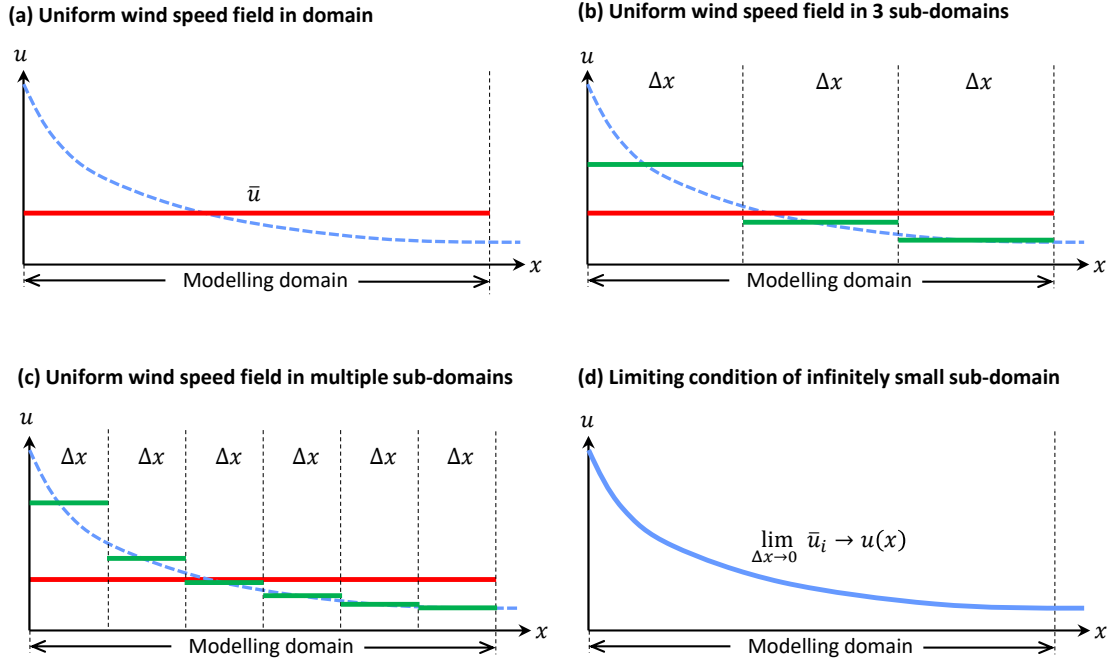 (a) Uniform wind speed field in domain
u
ū
x
Modelling domain
(b) Uniform wind speed field in 3 sub-domains
u
Δx Δx Δx
x
Modelling domain
(c) Uniform wind speed field in multiple sub-domains
u
Δx Δx Δx Δx Δx Δx
x
Modelling domain
(d) Limiting condition of infinitely small sub-domain
u
lim ūᵢ → u(x)
Δx→0
x
Modelling domain